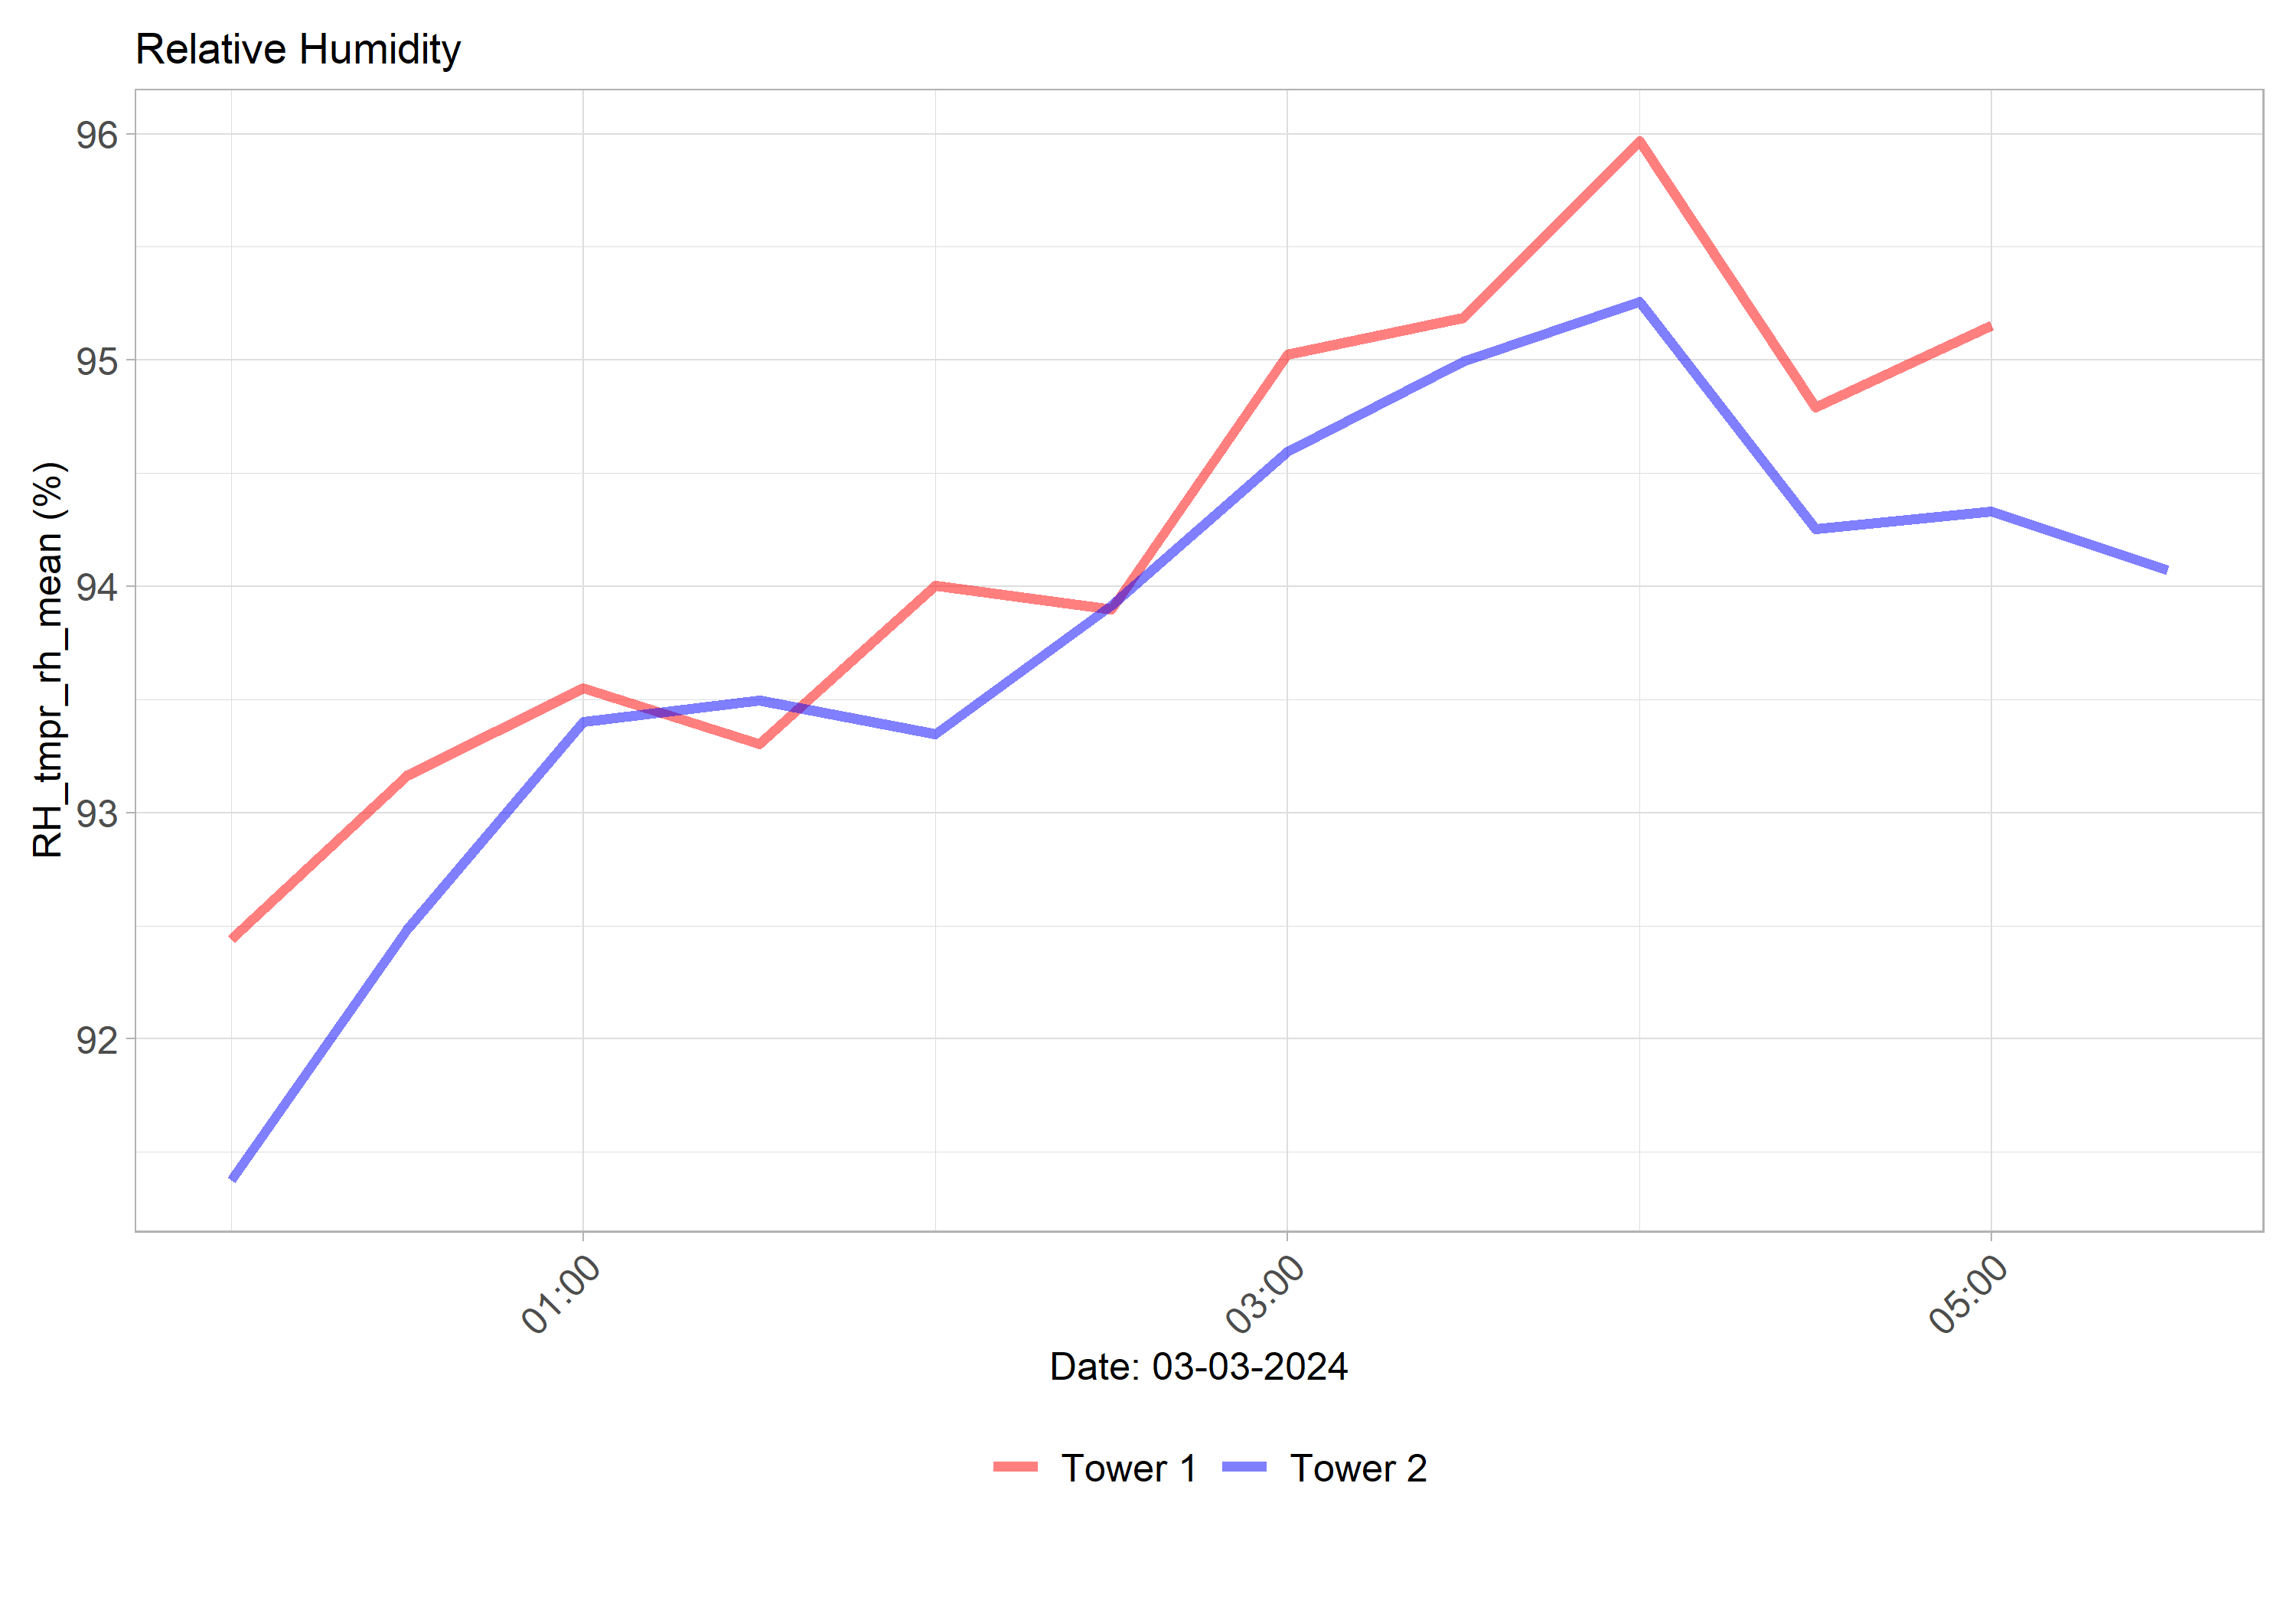 Relative Humidity
RH_tmpr_rh_mean (%)
96
95
94
93
92
01:00
03:00
05:00
Date: 03-03-2024
Tower 1
Tower 2